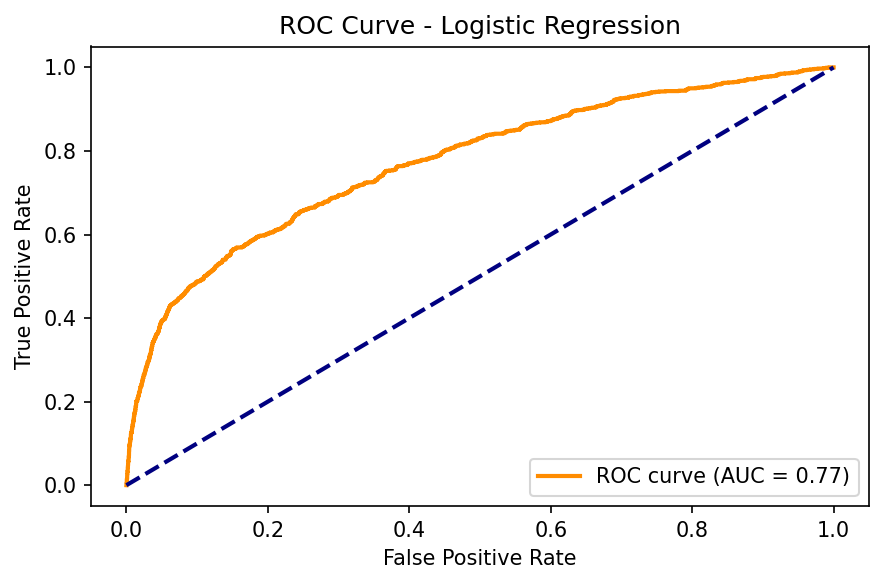 ROC Curve - Logistic Regression
True Positive Rate
1.0
0.8
0.6
0.4
0.2
0.0
ROC curve (AUC = 0.77)
0.0 0.2 0.4 0.6 0.8 1.0
False Positive Rate